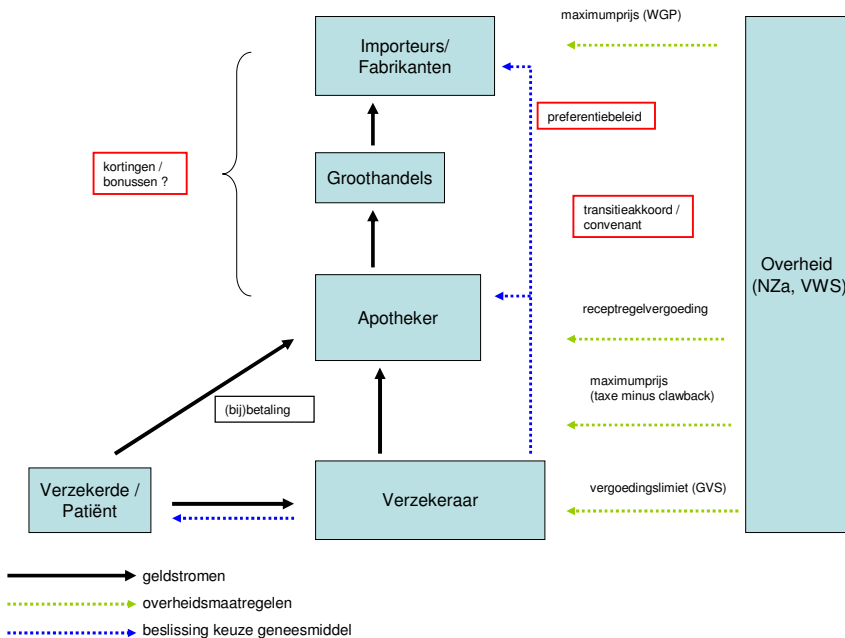 maximumprijs (WGP)
Importeurs/
Fabrikanten
preferentiebeleid
kortingen /
bonussen ?
Groothandels
transitieakkoord /
convenant
Overheid
(NZa, VWS)
Apotheker
receptregelvergoeding
(bij)betaling
maximumprijs
(taxe minus clawback)
Verzekerde /
Patiënt
Verzekeraar
vergoedingslimiet (GVS)
geldstromen
overheidsmaatregelen
beslissing keuze geneesmiddel